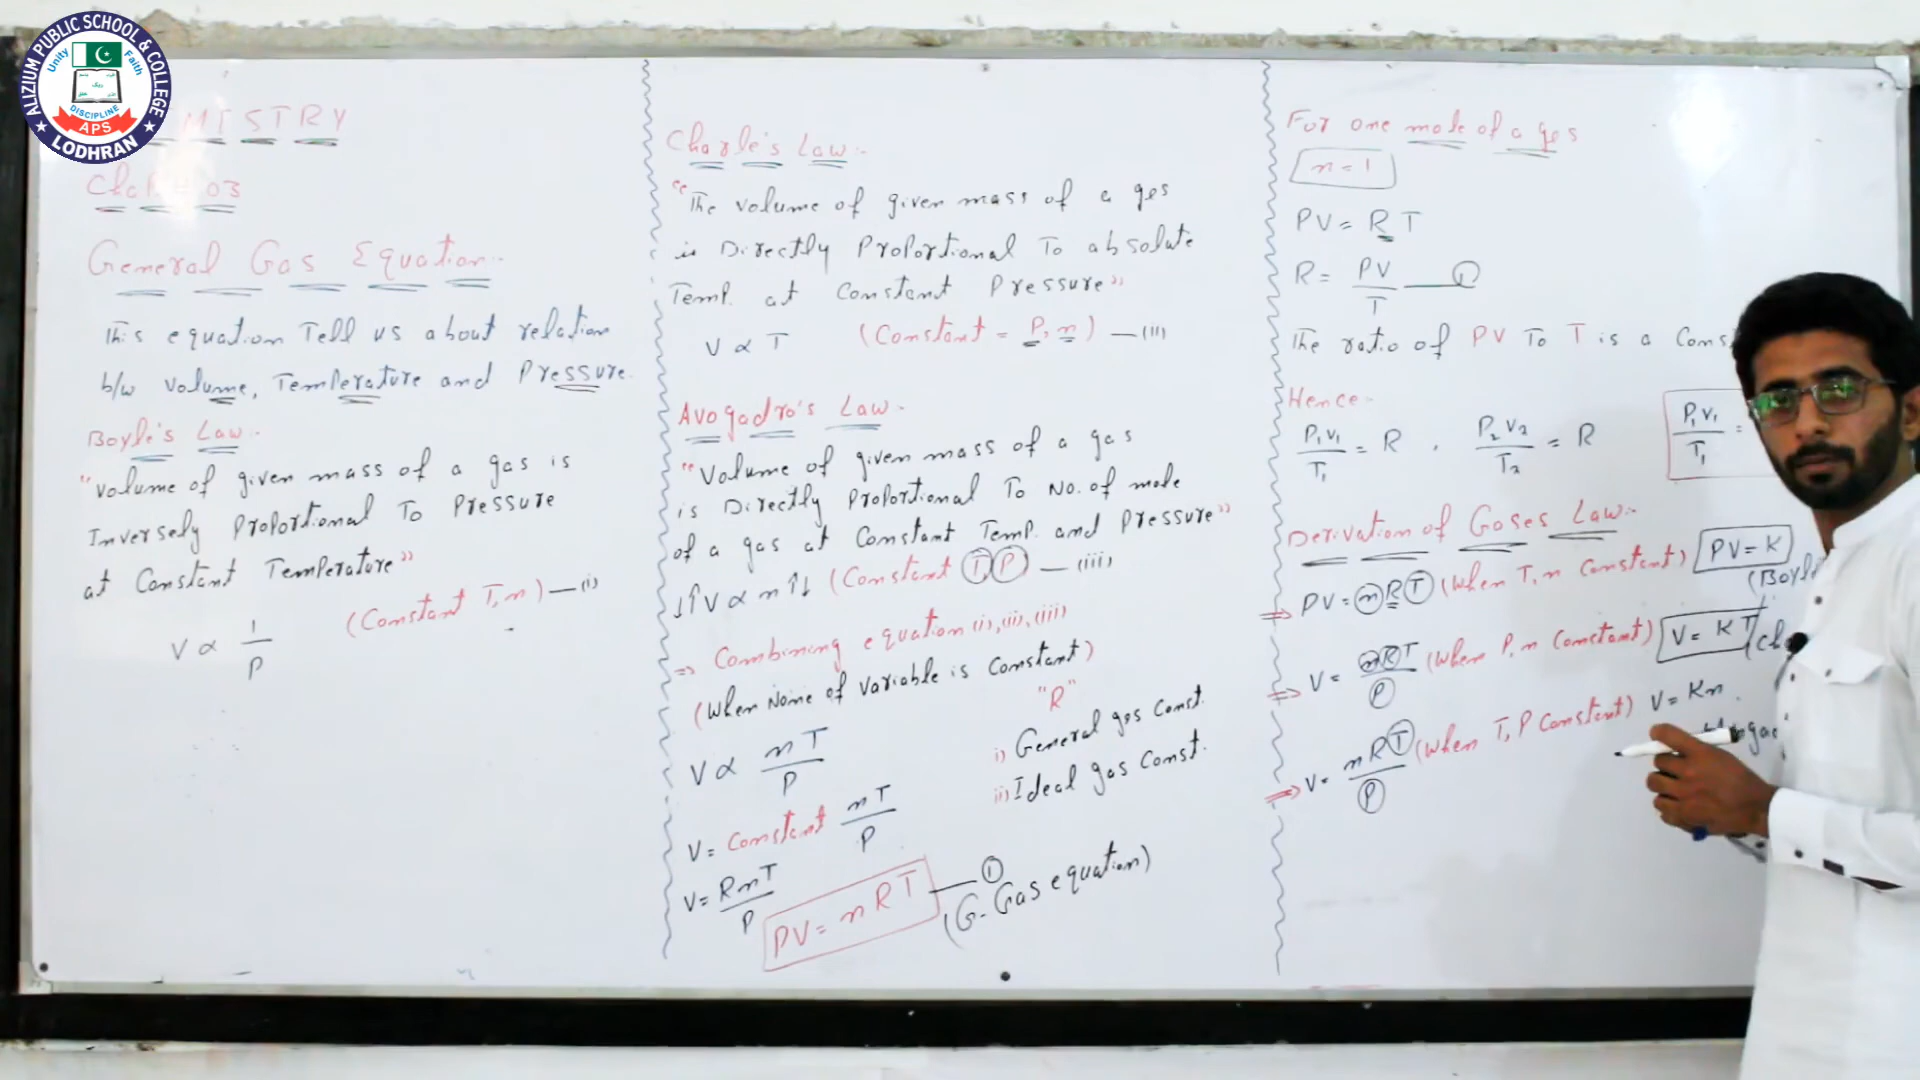 ALIZIUM PUBLIC SCHOOL & COLLEGE
Unity
Faith
DISCIPLINE
APS
LODHRAN
MISTRY
Chap # 03
General Gas Equation:-
This equation Tell us about relation
b/w volume, Temperature and Pressure.
Boyle's Law:-
"Volume of given mass of a gas is
Inversely Proportional To Pressure
at Constant Temperature"
(Constant T, n) — (i)
V ∝ 1/P
Charle's Law:-
"The volume of given mass of a ges
is Directly Proportional To absolute
Temp. at Constant Pressure"
V ∝ T (Constant = P, n) — (ii)
Avogadro's Law:-
"Volume of given mass of a gas
is Directly Proportional To No. of mole
of a gas at Constant Temp. and Pressure"
↓↑V ∝ n↑↓ (Constant T P) — (iii)
⇒ Combining equation (i), (ii), (iii)
(When None of Variable is Constant)
"R"
V ∝ nT/P
i) General gas Const.
ii) Ideal gas Const.
V = Constant nT/P
V = RnT/P
PV = nRT — ①
(G- Gas equation)
For one mole of a ges
n = 1
PV = RT
R = PV/T — ①
The ratio of PV To T is a Cons
Hence:-
P₁V₁/T₁ = R , P₂V₂/T₂ = R
P₁V₁/T₁ =
Derivation of Gases Law:-
⇒ PV = nRT (When T, n Constant) PV = K
(Boyl
⇒ V = nRT/P (When P, n Constant) V = KT (Ch
⇒ V = nRT/P (When T, P Constant) V = Kn